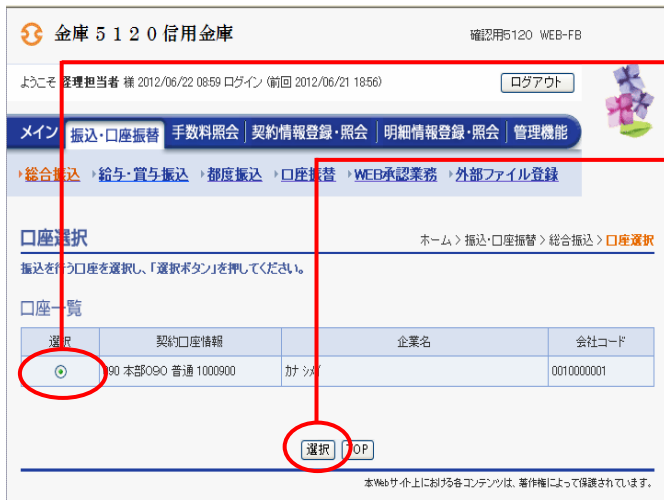 金庫５１２０信用金庫
確認用5120 WEB-FB
ようこそ 経理担当者 様 2012/06/22 08:59 ログイン (前回 2012/06/21 18:56)
ログアウト
メイン 振込・口座振替 手数料照会 契約情報登録・照会 明細情報登録・照会 管理機能
総合振込 給与・賞与振込 都度振込 口座振替 WEB承認業務 外部ファイル登録
口座選択
ホーム > 振込・口座振替 > 総合振込 > 口座選択
振込を行う口座を選択し、「選択ボタン」を押してください。
口座一覧
選択 契約口座情報 企業名 会社コード
090 本部090 普通 1000900 カナ シメイ 0010000001
選択 TOP
本Webサイト上における各コンテンツは、著作権によって保護されています。